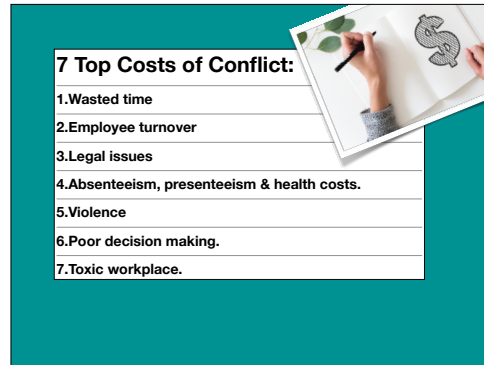 7 Top Costs of Conflict:
1.Wasted time
2.Employee turnover
3.Legal issues
4.Absenteeism, presenteeism & health costs.
5.Violence
6.Poor decision making.
7.Toxic workplace.
$